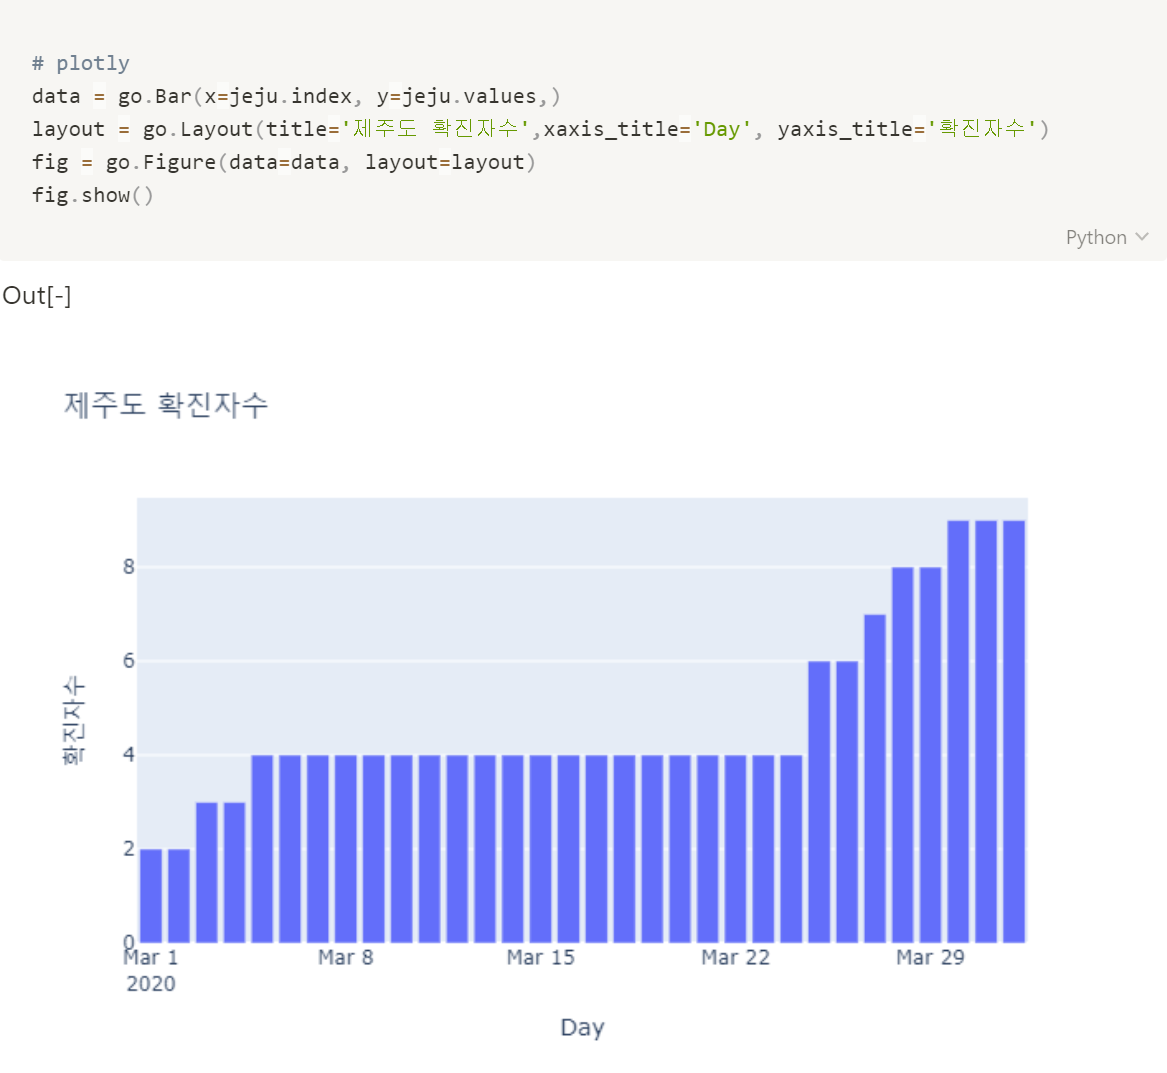 # plotly
data = go.Bar(x=jeju.index, y=jeju.values,)
layout = go.Layout(title='제주도 확진자수',xaxis_title='Day', yaxis_title='확진자수')
fig = go.Figure(data=data, layout=layout)
fig.show()
Python
Out[-]
제주도 확진자수
8
6
4
2
0
확진자수
Mar 1 Mar 8 Mar 15 Mar 22 Mar 29
2020
Day